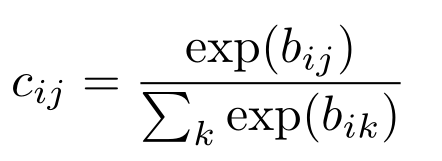 c_{ij} = \frac{\exp(b_{ij})}{\sum_k \exp(b_{ik})}